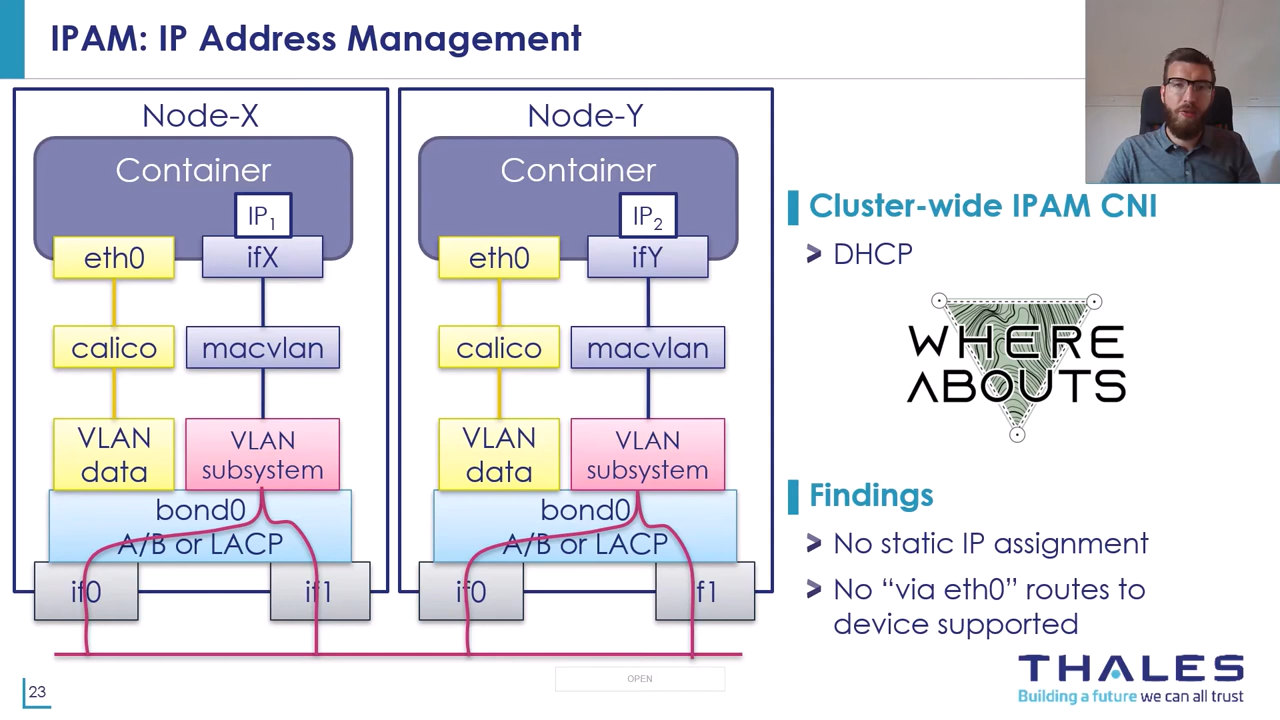 IPAM: IP Address Management
Node-X
Container
IP1
eth0
ifX
calico
macvlan
VLAN
data
VLAN
subsystem
bond0
A/B or LACP
if0
if1
Node-Y
Container
IP2
eth0
ifY
calico
macvlan
VLAN
data
VLAN
subsystem
bond0
A/B or LACP
if0
if1
Cluster-wide IPAM CNI
> DHCP
WHERE
ABOUTS
Findings
> No static IP assignment
> No “via eth0” routes to
device supported
23
OPEN
THALES
Building a future we can all trust